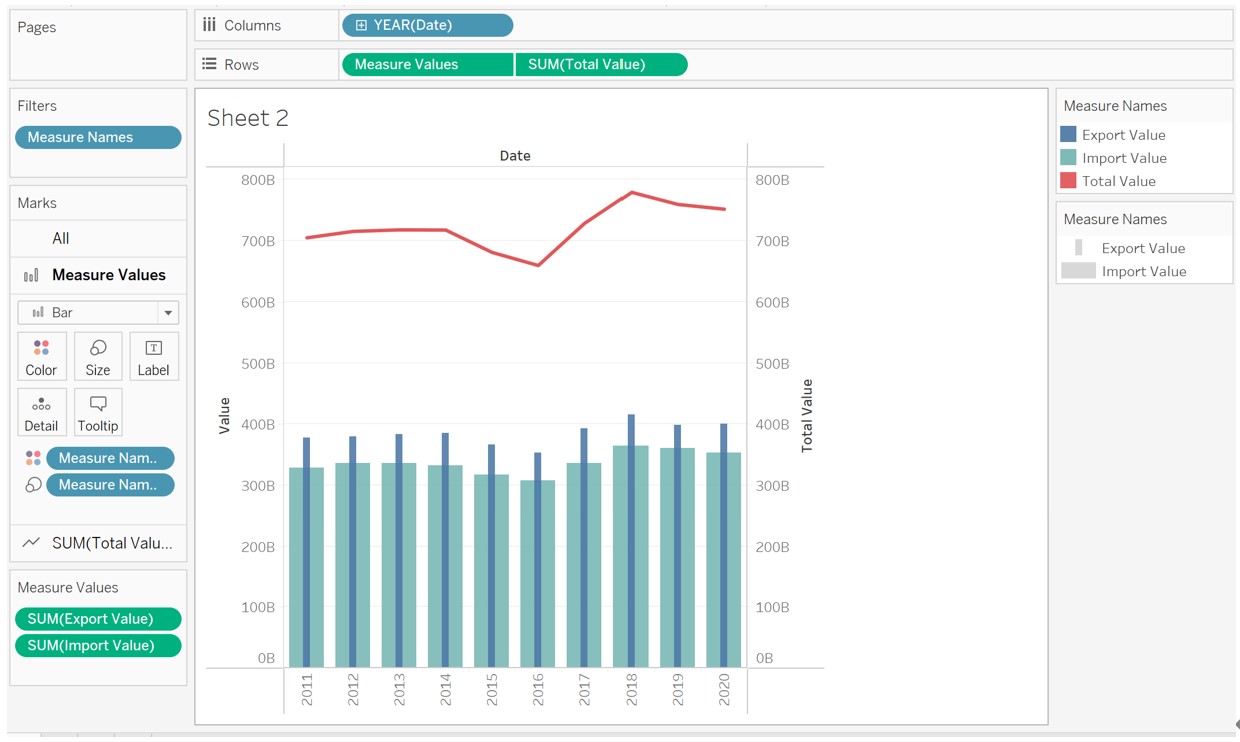 Pages
Columns
YEAR(Date)
Rows
Measure Values
SUM(Total Value)
Filters
Measure Names
Marks
All
Measure Values
Bar
Color
Size
Label
Detail
Tooltip
Measure Nam..
Measure Nam..
SUM(Total Valu...
Measure Values
SUM(Export Value)
SUM(Import Value)
Sheet 2
Date
800B
700B
600B
500B
400B
300B
200B
100B
0B
Value
2011
2012
2013
2014
2015
2016
2017
2018
2019
2020
800B
700B
600B
500B
400B
300B
200B
100B
0B
Total Value
Measure Names
Export Value
Import Value
Total Value
Measure Names
Export Value
Import Value